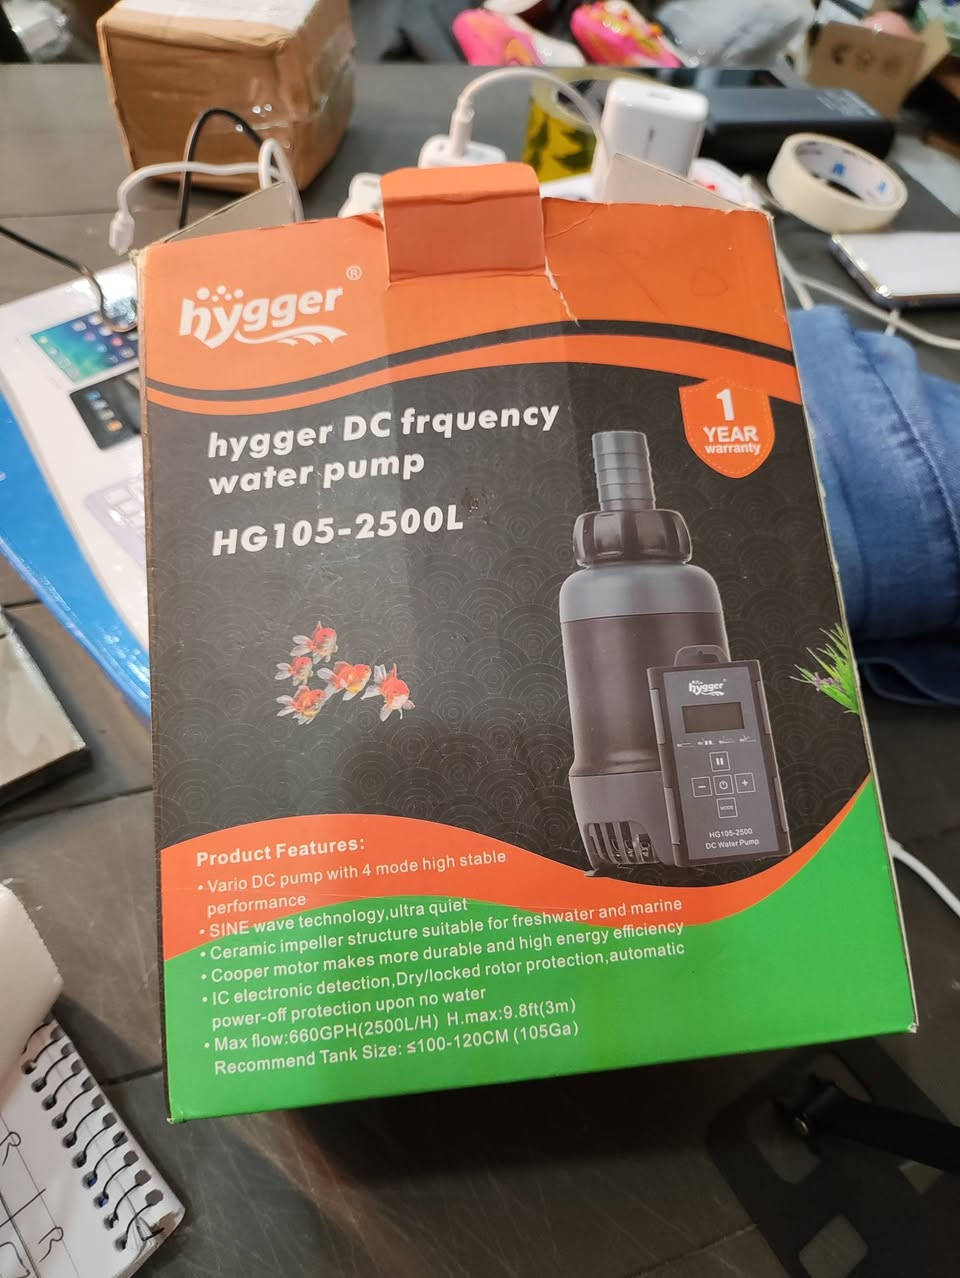 hygger®
hygger DC frquency
water pump
HG105-2500L
1
YEAR
warranty
hygger
MODE
HG105-2500
DC Water Pump
Product Features:
• Vario DC pump with 4 mode high stable
performance
• SINE wave technology,ultra quiet
• Ceramic impeller structure suitable for freshwater and marine
• Cooper motor makes more durable and high energy efficiency
• IC electronic detection,Dry/locked rotor protection,automatic
power-off protection upon no water
• Max flow:660GPH(2500L/H) H.max:9.8ft(3m)
Recommend Tank Size: ≤100-120CM (105Ga)
R
R